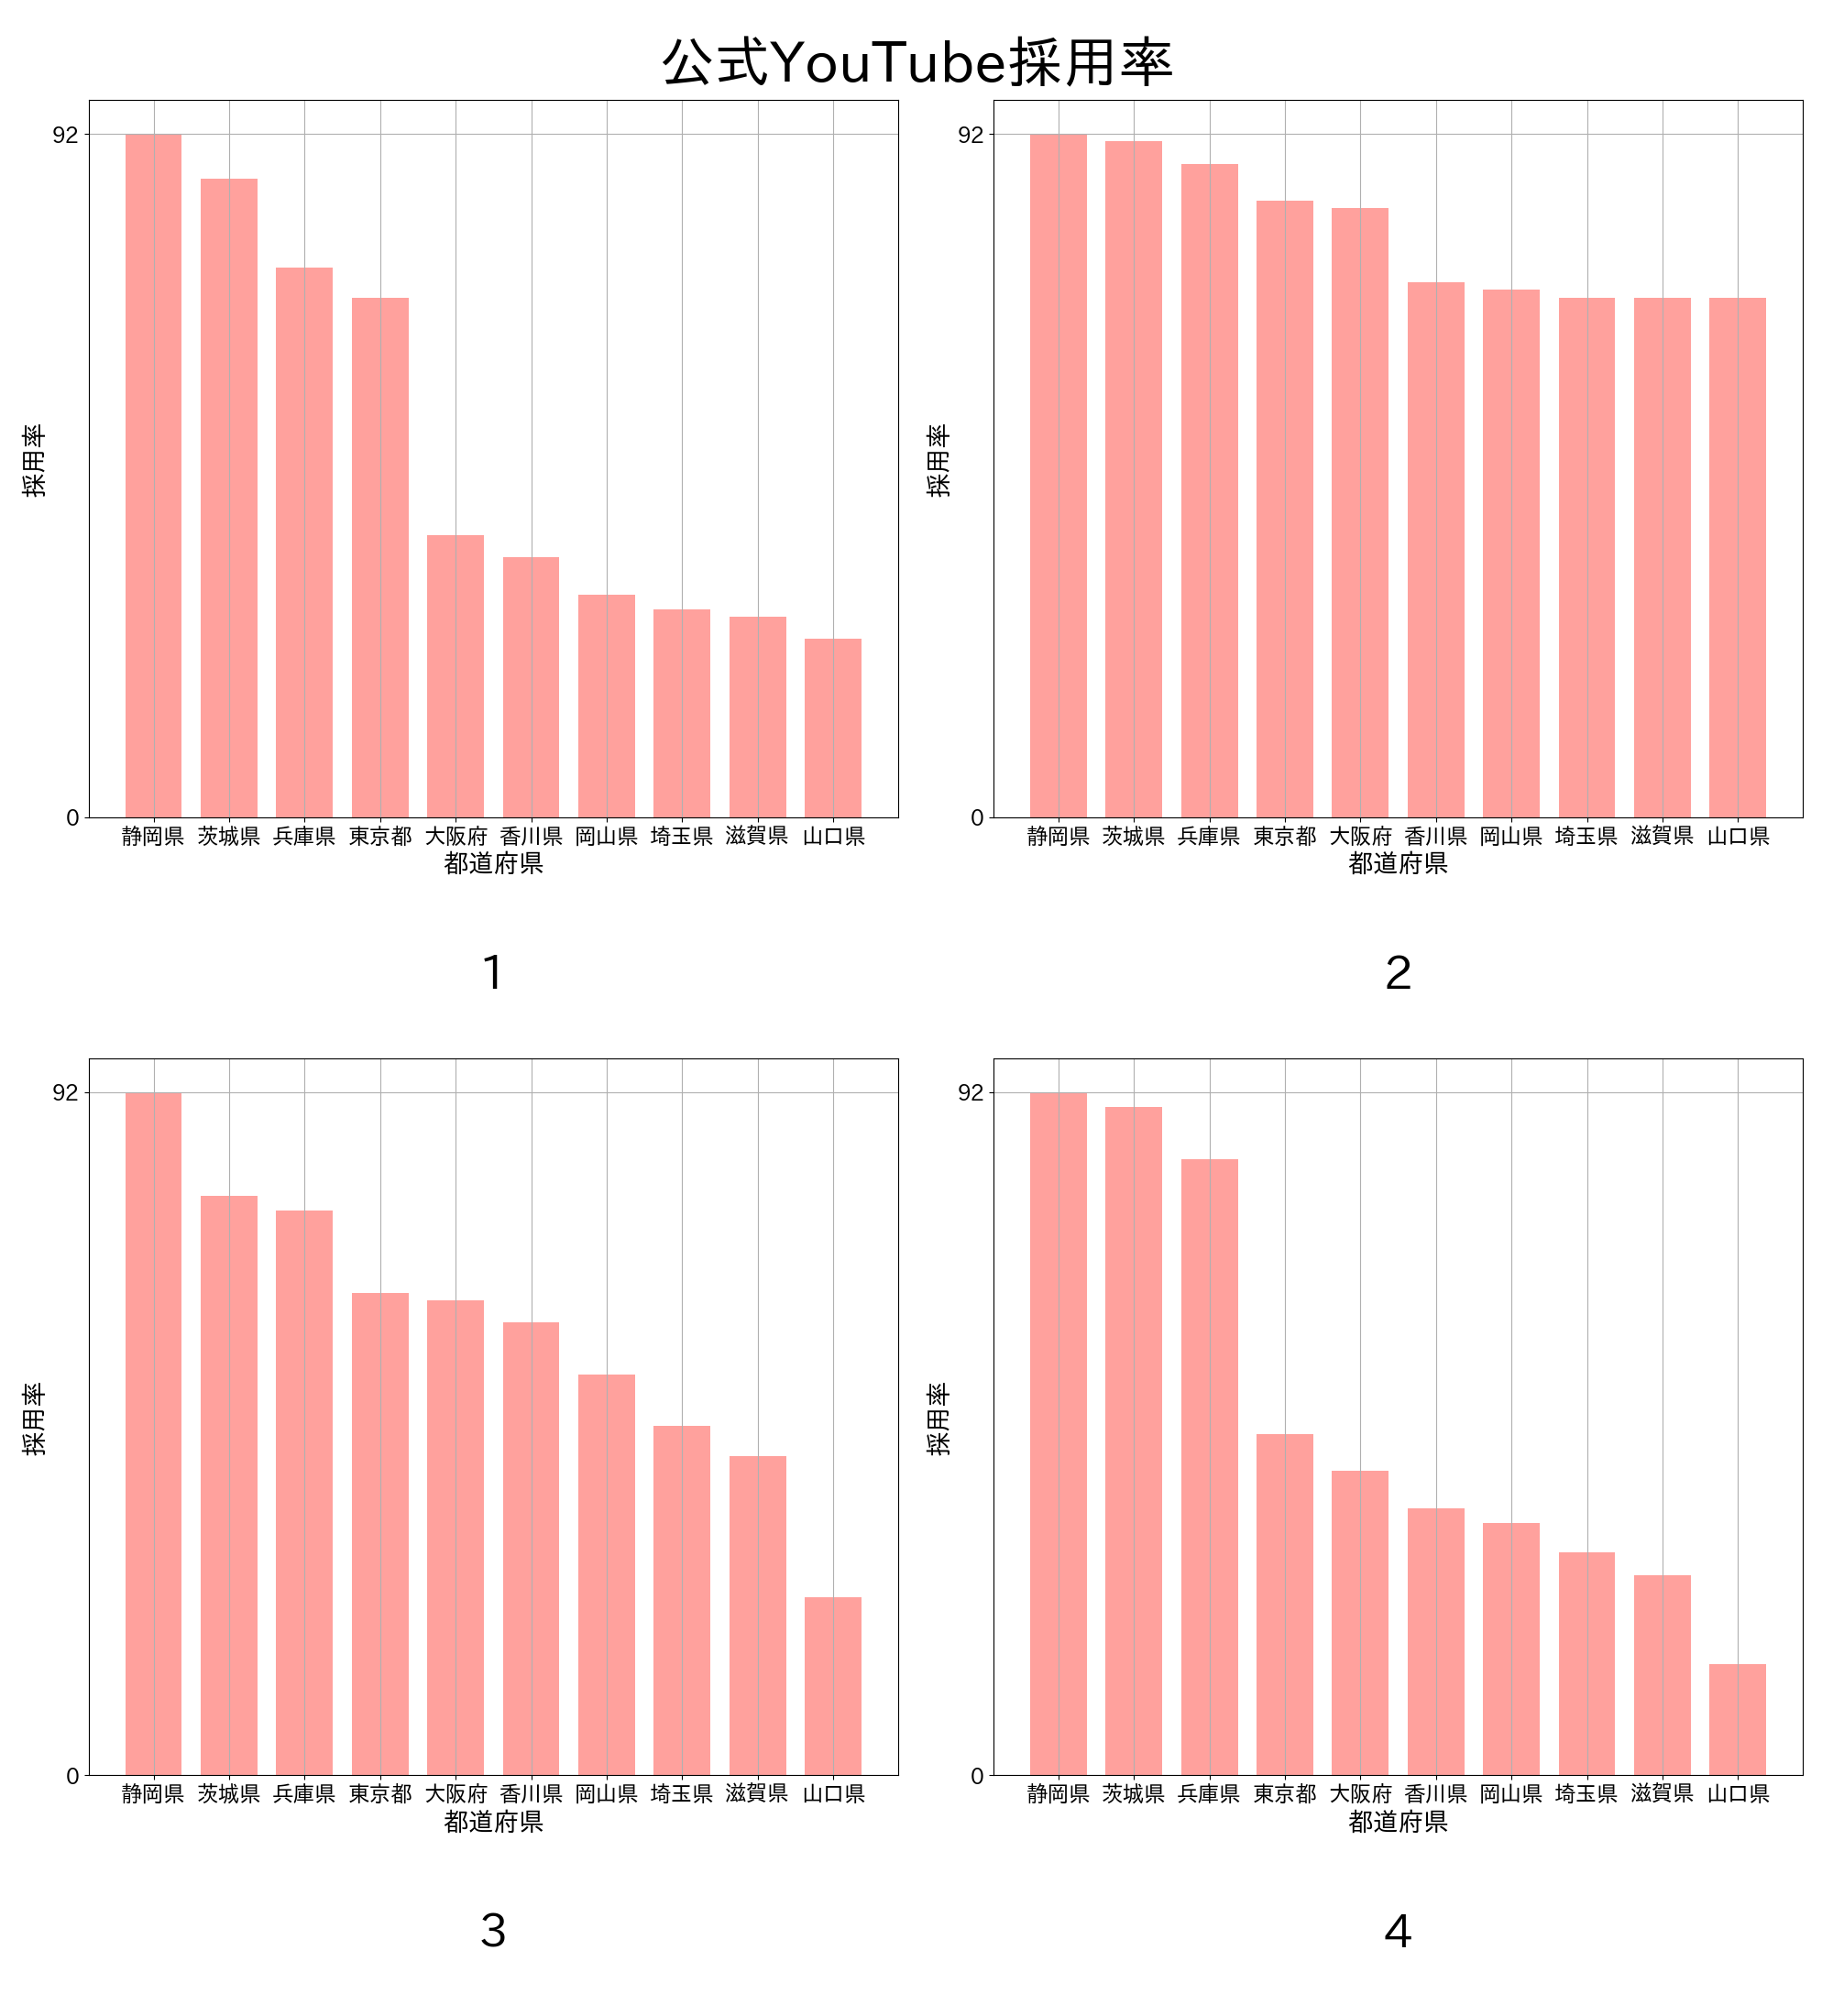 公式YouTube採用率
92
0
採用率
静岡県 茨城県 兵庫県 東京都 大阪府 香川県 岡山県 埼玉県 滋賀県 山口県
都道府県
1
92
0
採用率
静岡県 茨城県 兵庫県 東京都 大阪府 香川県 岡山県 埼玉県 滋賀県 山口県
都道府県
2
92
0
採用率
静岡県 茨城県 兵庫県 東京都 大阪府 香川県 岡山県 埼玉県 滋賀県 山口県
都道府県
3
92
0
採用率
静岡県 茨城県 兵庫県 東京都 大阪府 香川県 岡山県 埼玉県 滋賀県 山口県
都道府県
4